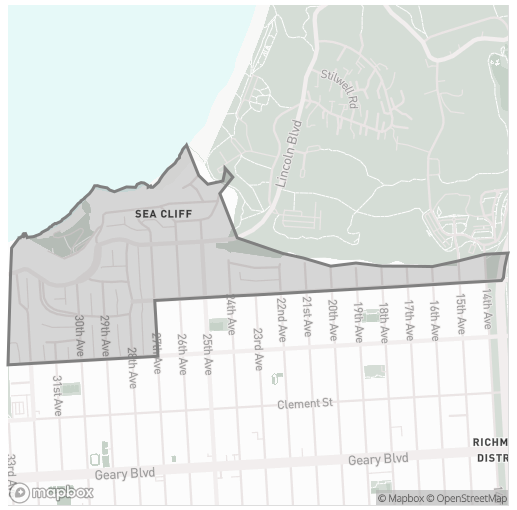 Stilwell Rd
Lincoln Blvd
SEA CLIFF
30th Ave
29th Ave
28th Ave
27th Ave
26th Ave
25th Ave
24th Ave
23rd Ave
22nd Ave
21st Ave
20th Ave
19th Ave
18th Ave
17th Ave
16th Ave
15th Ave
14th Ave
31st Ave
Clement St
33rd Av
RICHM
DISTR
Geary Blvd
Geary Blvd
mapbox
© Mapbox © OpenStreetMap